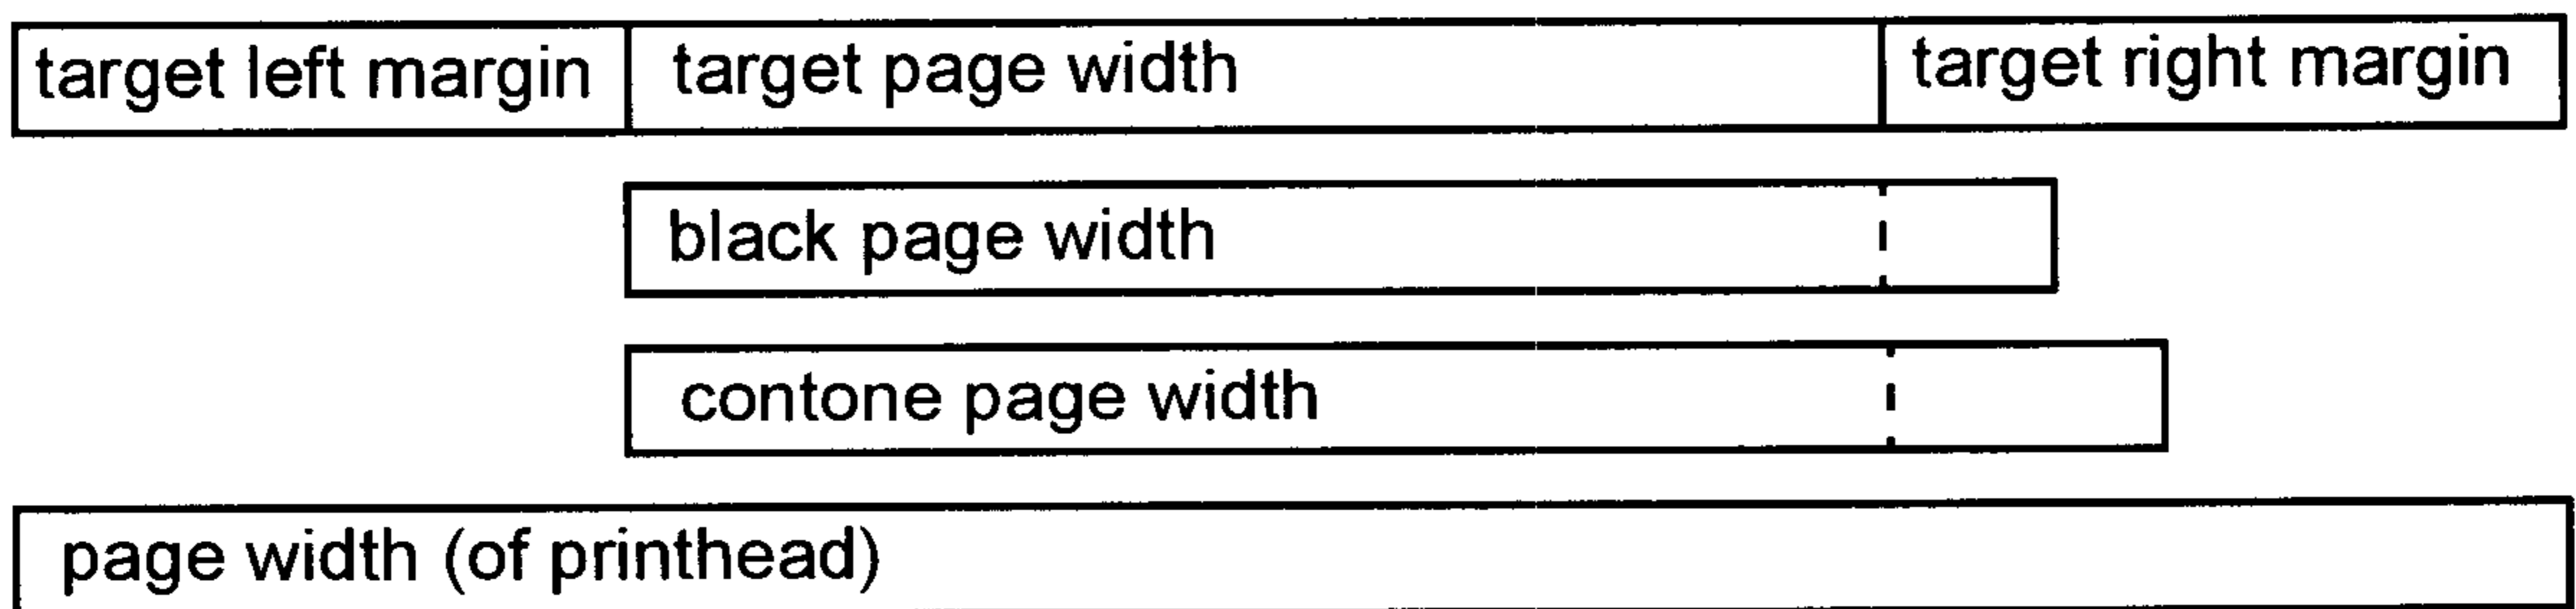 target left margin target page width target right margin
black page width
contone page width
page width (of printhead)